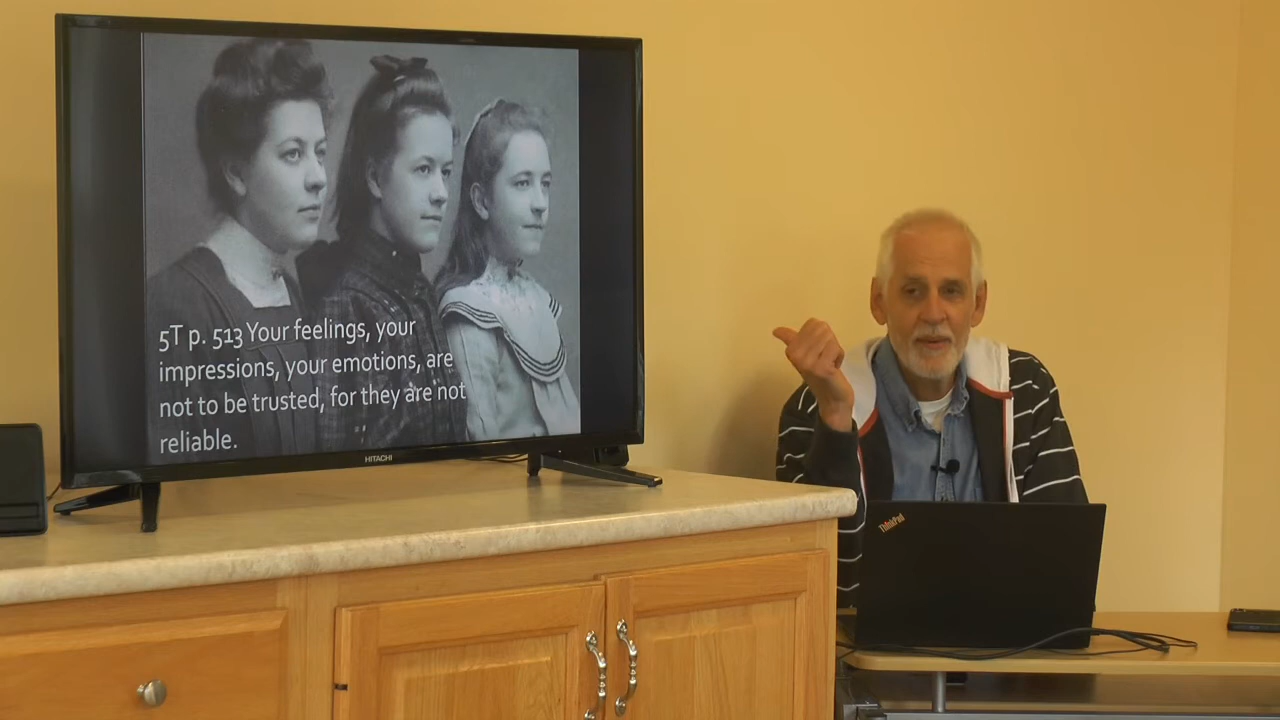 5T p. 513 Your feelings, your
impressions, your emotions, are
not to be trusted, for they are not
reliable.
HITACHI
ThinkPad